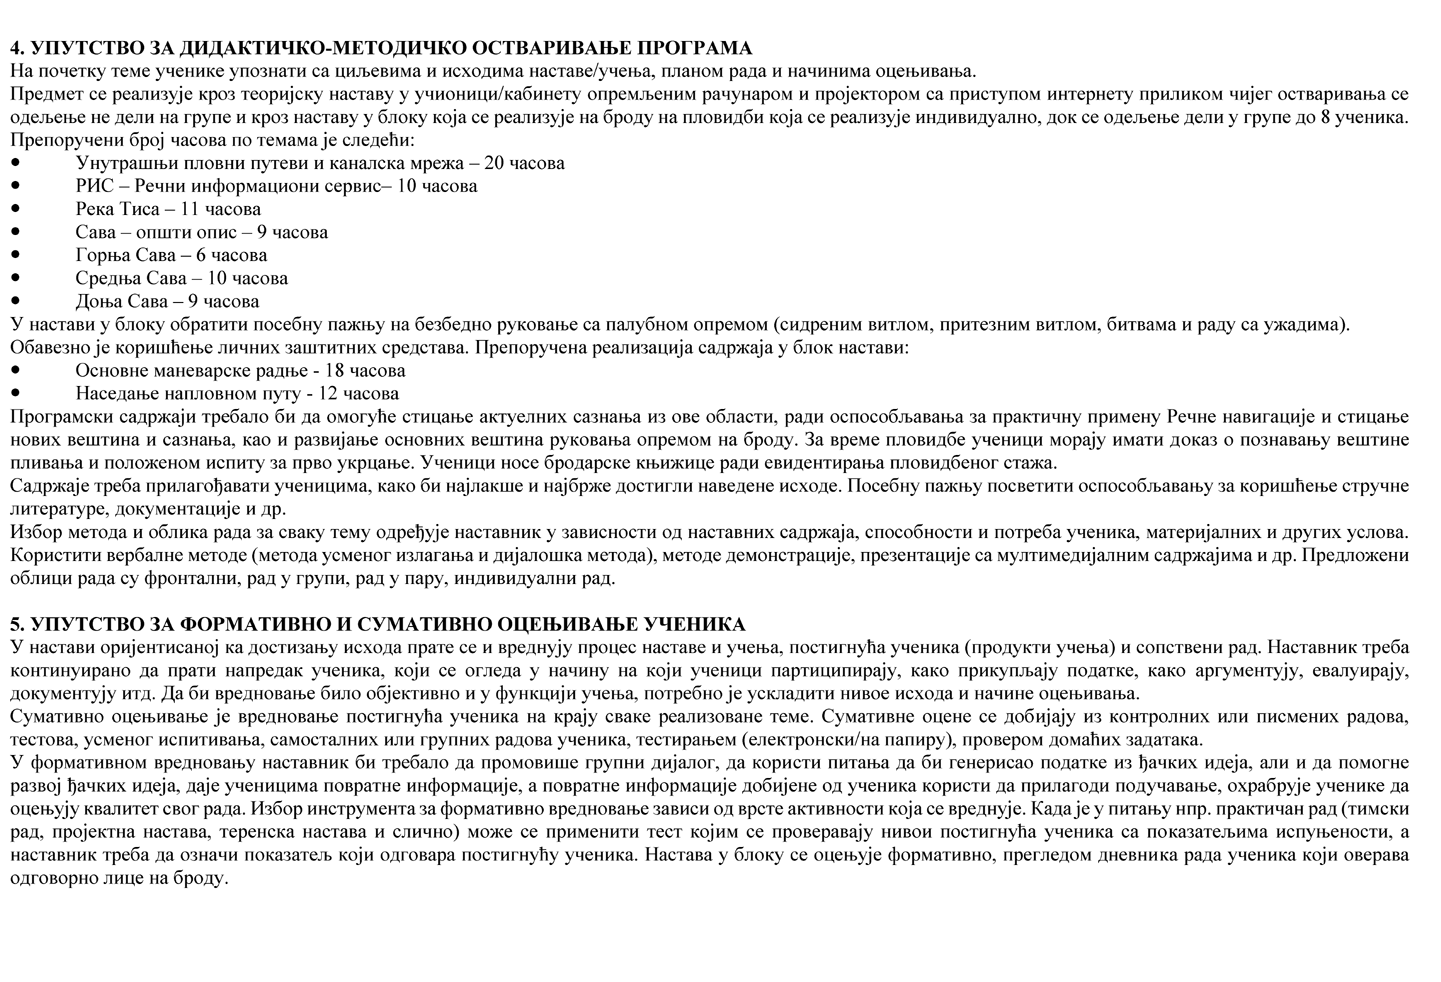 4. УПУТСТВО ЗА ДИДАКТИЧКО-МЕТОДИЧКО ОСТВАРИВАЊЕ ПРОГРАМА
На почетку теме ученике упознати са циљевима и исходима наставе/учења, планом рада и начинима оцењивања.
Предмет се реализује кроз теоријску наставу у учионици/кабинету опремљеним рачунаром и пројектором са приступом интернету приликом чијег остваривања се
одељење не дели на групе и кроз наставу у блоку која се реализује на броду на пловидби која се реализује индивидуално, док се одељење дели у групе до 8 ученика.
Препоручени број часова по темама је следећи:
● Унутрашњи пловни путеви и каналска мрежа – 20 часова
● РИС – Речни информациони сервис– 10 часова
● Река Тиса – 11 часова
● Сава – општи опис – 9 часова
● Горња Сава – 6 часова
● Средња Сава – 10 часова
● Доња Сава – 9 часова
У настави у блоку обратити посебну пажњу на безбедно руковање са палубном опремом (сидреним витлом, притезним витлом, битвама и раду са ужадима).
Обавезно је коришћење личних заштитних средстава. Препоручена реализација садржаја у блок настави:
● Основне маневарске радње - 18 часова
● Наседање напловном путу - 12 часова
Програмски садржаји требало би да омогуће стицање актуелних сазнања из ове области, ради оспособљавања за практичну примену Речне навигације и стицање
нових вештина и сазнања, као и развијање основних вештина руковања опремом на броду. За време пловидбе ученици морају имати доказ о познавању вештине
пливања и положеном испиту за прво укрцање. Ученици носе бродарске књижице ради евидентирања пловидбеног стажа.
Садржаје треба прилагођавати ученицима, како би најлакше и најбрже достигли наведене исходе. Посебну пажњу посветити оспособљавању за коришћење стручне
литературе, документације и др.
Избор метода и облика рада за сваку тему одређује наставник у зависности од наставних садржаја, способности и потреба ученика, материјалних и других услова.
Користити вербалне методе (метода усменог излагања и дијалошка метода), методе демонстрације, презентације са мултимедијалним садржајима и др. Предложени
облици рада су фронтални, рад у групи, рад у пару, индивидуални рад.
5. УПУТСТВО ЗА ФОРМАТИВНО И СУМАТИВНО ОЦЕЊИВАЊЕ УЧЕНИКА
У настави оријентисаној ка достизању исхода прате се и вреднују процес наставе и учења, постигнућа ученика (продукти учења) и сопствени рад. Наставник треба
континуирано да прати напредак ученика, који се огледа у начину на који ученици партиципирају, како прикупљају податке, како аргументују, евалуирају,
документују итд. Да би вредновање било објективно и у функцији учења, потребно је ускладити нивое исхода и начине оцењивања.
Сумативно оцењивање је вредновање постигнућа ученика на крају сваке реализоване теме. Сумативне оцене се добијају из контролних или писмених радова,
тестова, усменог испитивања, самосталних или групних радова ученика, тестирањем (електронски/на папиру), провером домаћих задатака.
У формативном вредновању наставник би требало да промовише групни дијалог, да користи питања да би генерисао податке из ђачких идеја, али и да помогне
развој ђачких идеја, даје ученицима повратне информације, а повратне информације добијене од ученика користи да прилагоди подучавање, охрабрује ученике да
оцењују квалитет свог рада. Избор инструмента за формативно вредновање зависи од врсте активности која се вреднује. Када је у питању нпр. практичан рад (тимски
рад, пројектна настава, теренска настава и слично) може се применити тест којим се проверавају нивои постигнућа ученика са показатељима испуњености, а
наставник треба да означи показатељ који одговара постигнућу ученика. Настава у блоку се оцењује формативно, прегледом дневника рада ученика који оверава
одговорно лице на броду.